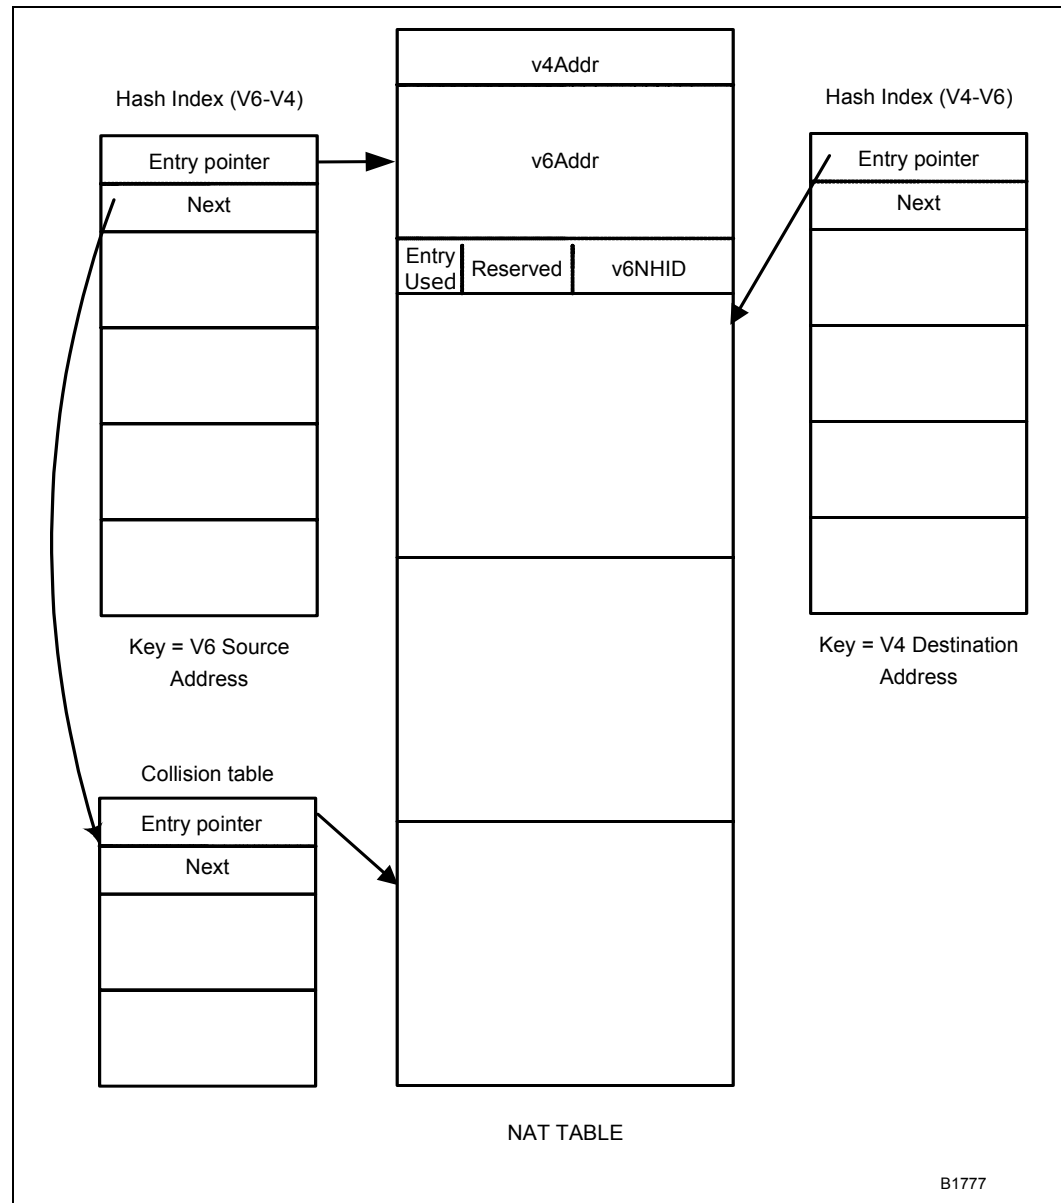 v4Addr
Hash Index (V6-V4)
Hash Index (V4-V6)
Entry pointer
v6Addr
Entry pointer
Next
Next
Entry
Used
Reserved
v6NHID
Key = V6 Source
Address
Key = V4 Destination
Address
Collision table
Entry pointer
Next
NAT TABLE
B1777